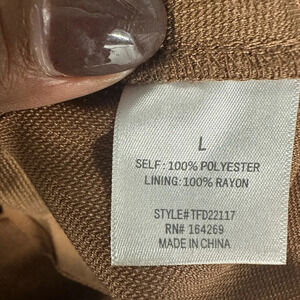 L
SELF: 100% POLYESTER
LINING: 100% RAYON
STYLE#TFD22117
RN# 164269
MADE IN CHINA